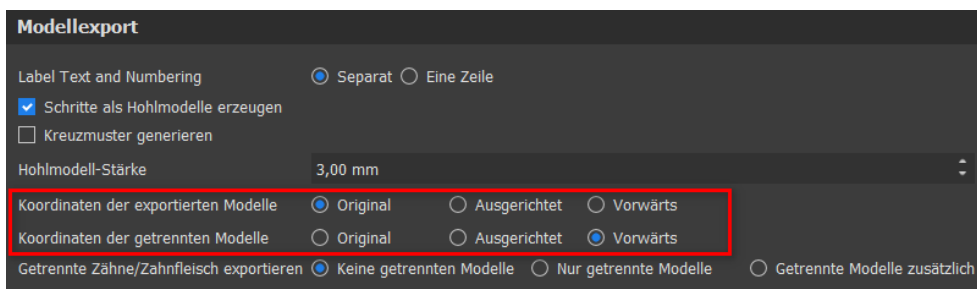 Modellexport
Label Text and Numbering Separat Eine Zeile
Schritte als Hohlmodelle erzeugen
Kreuzmuster generieren
Hohlmodell-Stärke 3,00 mm
Koordinaten der exportierten Modelle Original Ausgerichtet Vorwärts
Koordinaten der getrennten Modelle Original Ausgerichtet Vorwärts
Getrennte Zähne/Zahnfleisch exportieren Keine getrennten Modelle Nur getrennte Modelle Getrennte Modelle zusätzlich